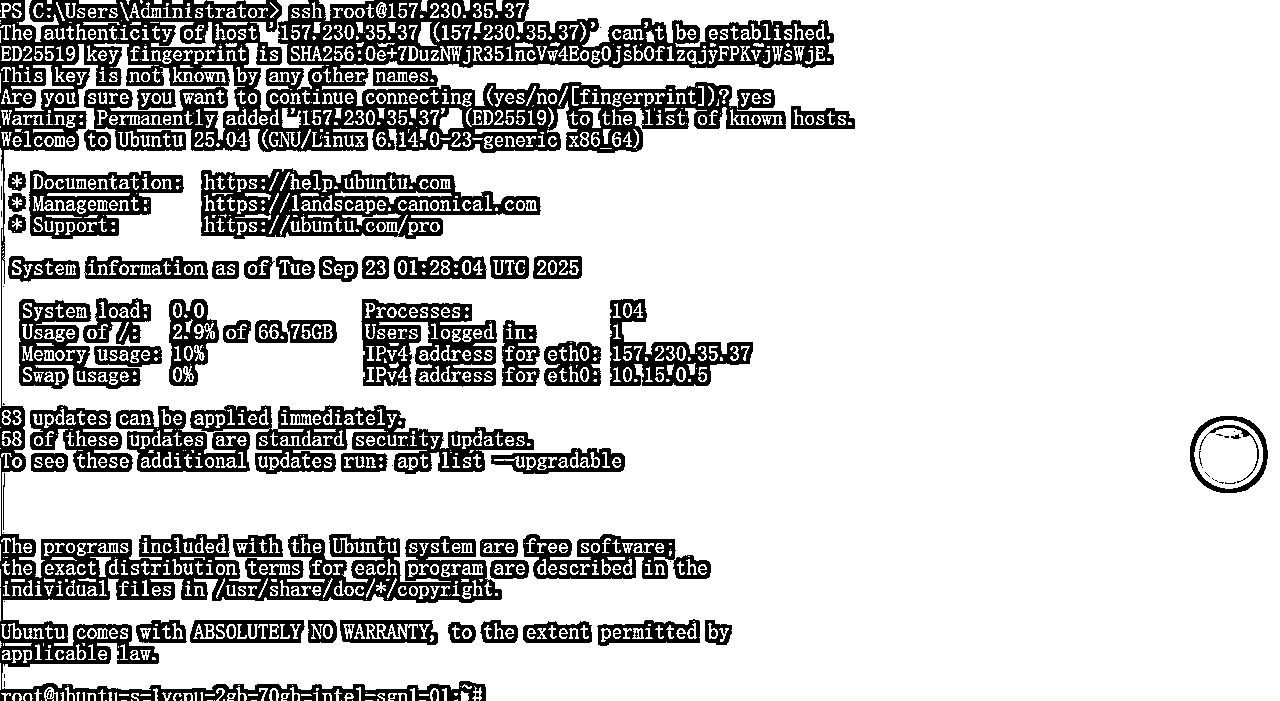 PS C:\Users\Administrator> ssh root@157.230.35.37
The authenticity of host '157.230.35.37 (157.230.35.37)' can't be established.
ED25519 key fingerprint is SHA256:Oe+7DuzNWjR351ncVw4Eog0jsbOf1zqjyFPKvjWsWjE.
This key is not known by any other names.
Are you sure you want to continue connecting (yes/no/[fingerprint])? yes
Warning: Permanently added '157.230.35.37' (ED25519) to the list of known hosts.
Welcome to Ubuntu 25.04 (GNU/Linux 6.14.0-23-generic x86_64)
* Documentation: https://help.ubuntu.com
* Management: https://landscape.canonical.com
* Support: https://ubuntu.com/pro
System information as of Tue Sep 23 01:28:04 UTC 2025
System load: 0.0 Processes: 104
Usage of /: 2.9% of 66.75GB Users logged in: 1
Memory usage: 10% IPv4 address for eth0: 157.230.35.37
Swap usage: 0% IPv4 address for eth0: 10.15.0.5
83 updates can be applied immediately.
58 of these updates are standard security updates.
To see these additional updates run: apt list --upgradable
The programs included with the Ubuntu system are free software;
the exact distribution terms for each program are described in the
individual files in /usr/share/doc/*/copyright.
Ubuntu comes with ABSOLUTELY NO WARRANTY, to the extent permitted by
applicable law.
root@ubuntu-s-1vcpu-2gb-70gb-intel-sgp1-01:~#